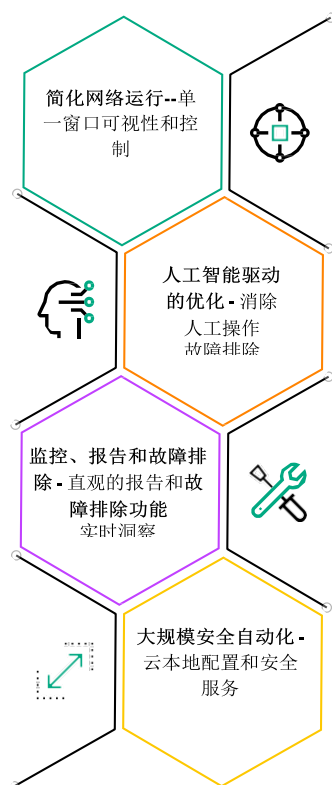 简化网络运行--单
一窗口可视性和控
制
人工智能驱动
的优化 - 消除
人工操作
故障排除
监控、报告和故障排
除 - 直观的报告和故
障排除功能
实时洞察
大规模安全自动化 -
云本地配置和安全
服务